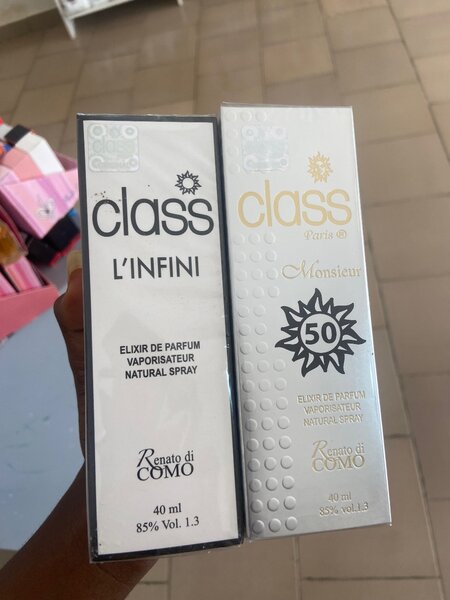 class
class
L'INFINI
ELIXIR DE PARFUM
VAPORISATEUR
NATURAL SPRAY
Renato di
COMO
40 ml
85% Vol. 1.3
class
Paris ®
Monsieur
50
ELIXIR DE PARFUM
VAPORISATEUR
NATURAL SPRAY
Renato di
COMO
40 ml
85% vol.1.3